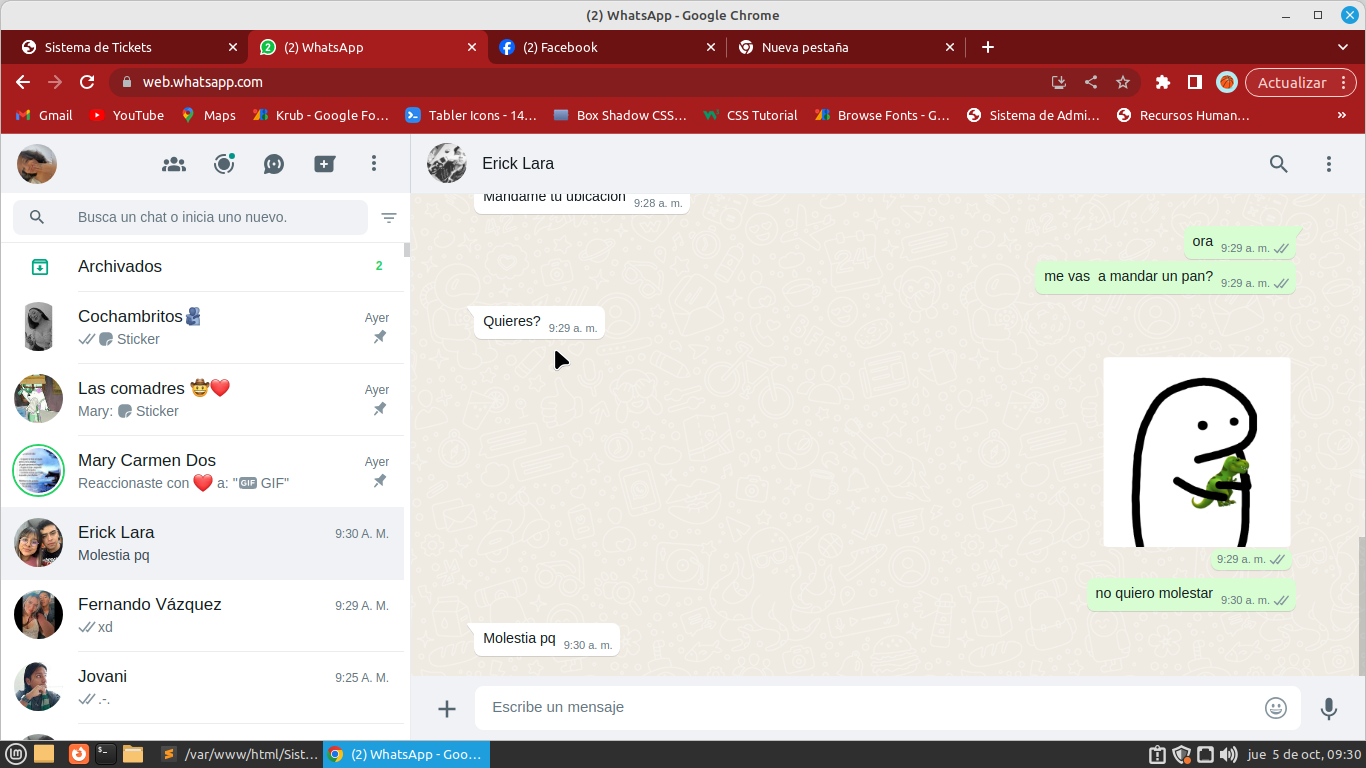 (2) WhatsApp - Google Chrome
Sistema de Tickets
2
(2) WhatsApp
(2) Facebook
Nueva pestaña
web.whatsapp.com
Actualizar
Gmail
YouTube
Maps
Krub - Google Fo…
Tabler Icons - 14…
Box Shadow CSS…
CSS Tutorial
Browse Fonts - G…
Sistema de Admi…
Recursos Human…
»
Busca un chat o inicia uno nuevo.
Archivados
2
Cochambritos🫂
Ayer
Sticker
Las comadres 🤠❤️
Ayer
Mary: Sticker
Mary Carmen Dos
Ayer
Reaccionaste con ❤️ a: "GIF GIF"
Erick Lara
9:30 A. M.
Molestia pq
Fernando Vázquez
9:29 A. M.
xd
Jovani
9:25 A. M.
.-.
Erick Lara
Mandame tu ubicación 9:28 a. m.
ora 9:29 a. m.
me vas  a mandar un pan? 9:29 a. m.
Quieres? 9:29 a. m.
9:29 a. m.
no quiero molestar 9:30 a. m.
Molestia pq 9:30 a. m.
Escribe un mensaje
/var/www/html/Sist…
(2) WhatsApp - Goo…
jue  5 de oct, 09:30